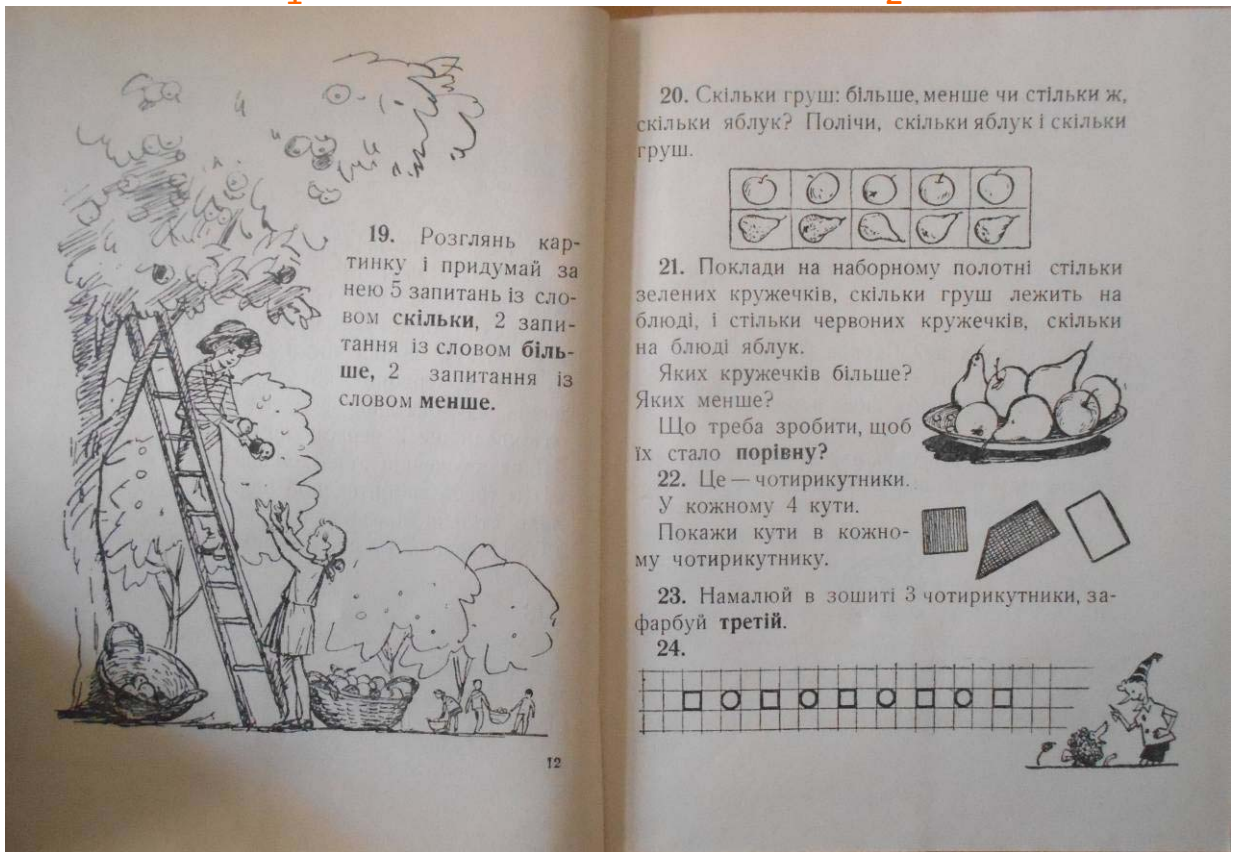 1
2
19. Розглянь кар-
тинку і придумай за
нею 5 запитань із сло-
вом скільки, 2 запи-
тання із словом біль-
ше, 2 запитання із
словом менше.
12
20. Скільки груш: більше, менше чи стільки ж,
скільки яблук? Полічи, скільки яблук і скільки
груш.
21. Поклади на наборному полотні стільки
зелених кружечків, скільки груш лежить на
блюді, і стільки червоних кружечків, скільки
на блюді яблук.
Яких кружечків більше?
Яких менше?
Що треба зробити, щоб
їх стало порівну?
22. Це — чотирикутники.
У кожному 4 кути.
Покажи кути в кожно-
му чотирикутнику.
23. Намалюй в зошиті 3 чотирикутники, за-
фарбуй третій.
24.